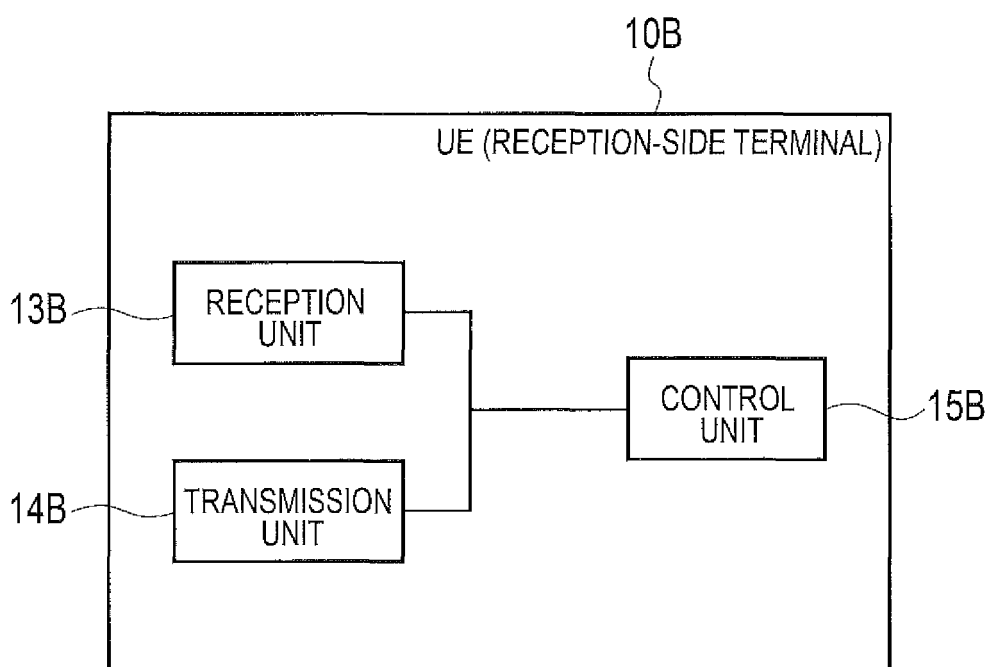 10B
UE (RECEPTION-SIDE TERMINAL)
13B
RECEPTION
UNIT
CONTROL
UNIT
15B
14B
TRANSMISSION
UNIT